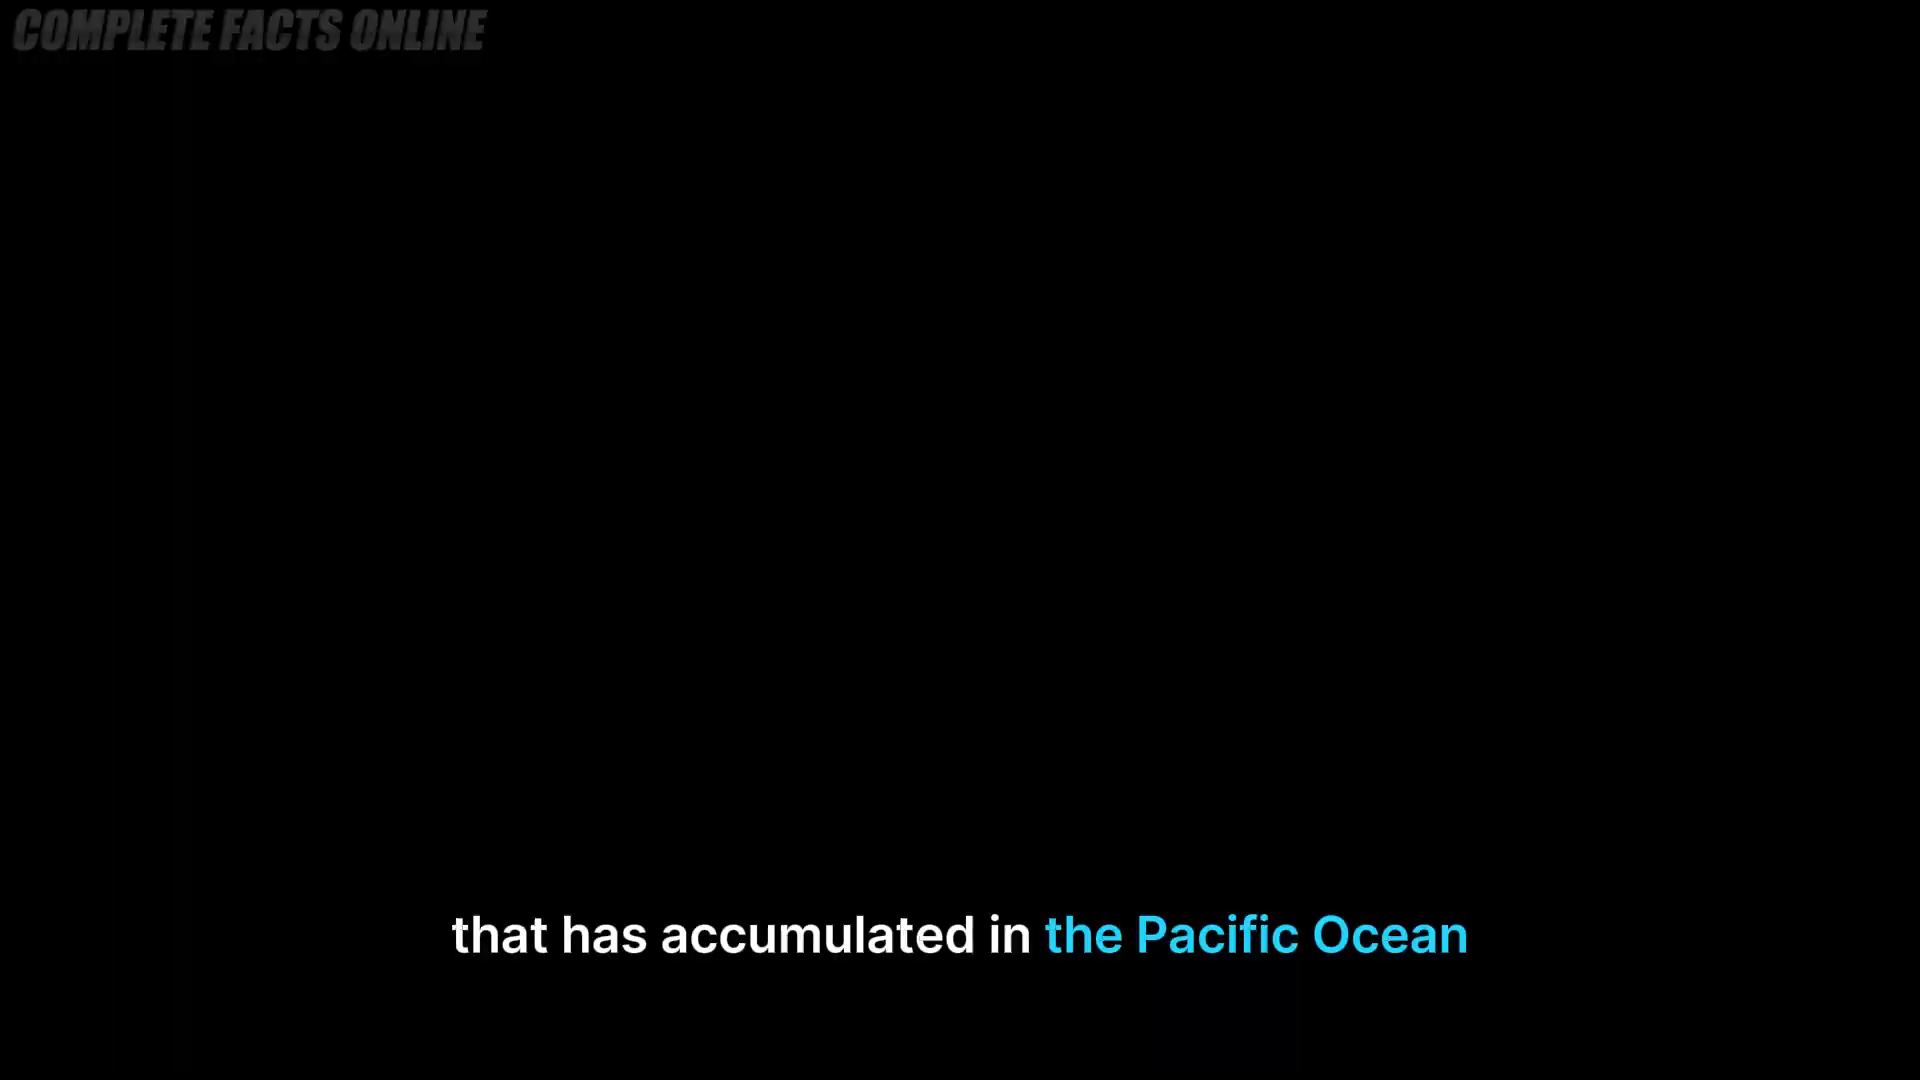 COMPLETE FACTS ONLINE
that has accumulated in the Pacific Ocean